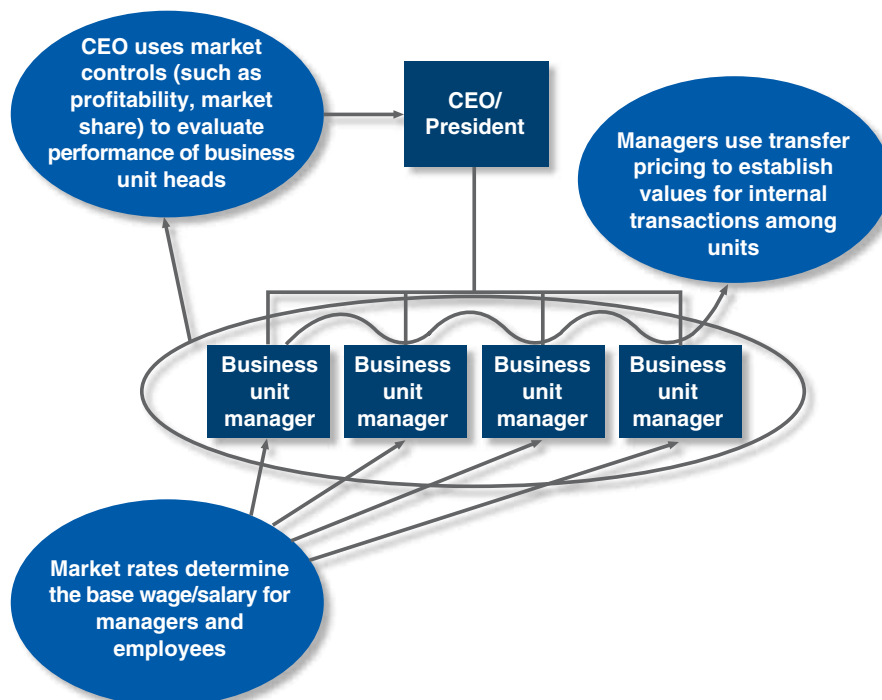 CEO uses market
controls (such as
profitability, market
share) to evaluate
performance of business
unit heads
CEO/
President
Managers use transfer
pricing to establish
values for internal
transactions among
units
Business
unit
manager
Business
unit
manager
Business
unit
manager
Business
unit
manager
Market rates determine
the base wage/salary for
managers and
employees